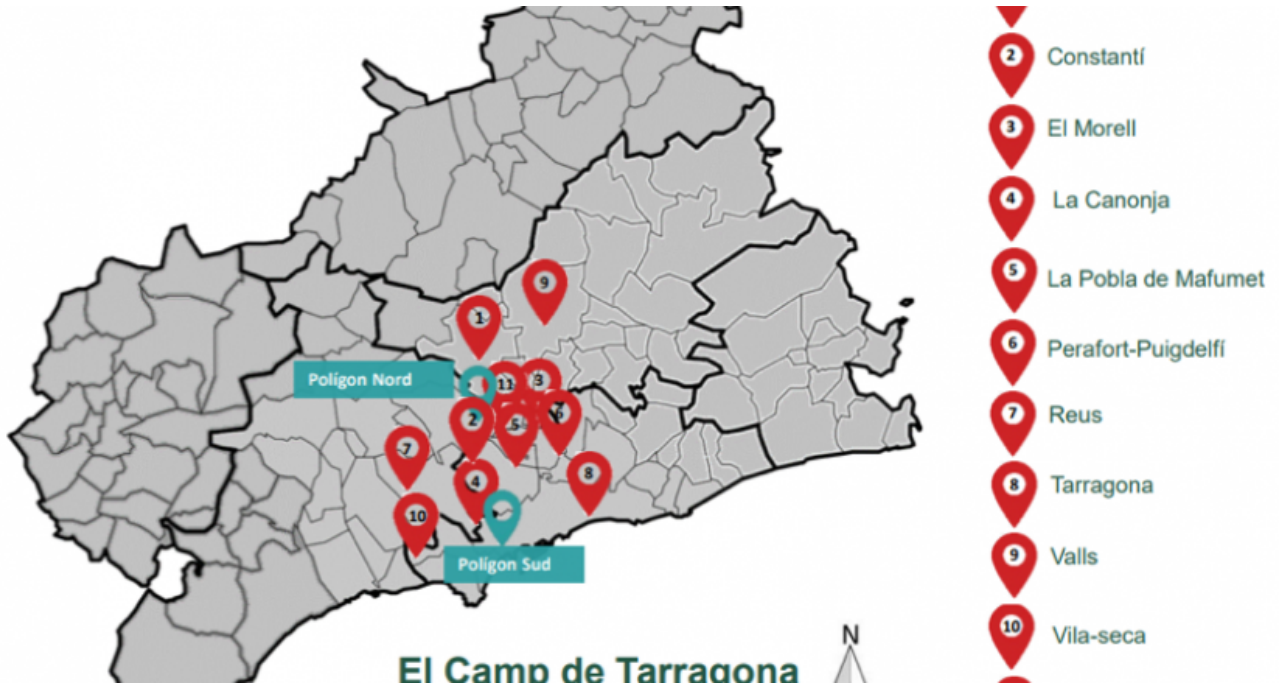 2 Constantí
3 El Morell
4 La Canonja
5 La Pobla de Mafumet
6 Perafort-Puigdelfí
7 Reus
8 Tarragona
9 Valls
10 Vila-seca
9
1
Polígon Nord
11 3
2 5 6
7
4 8
10
Polígon Sud
N
El Camp de Tarragona